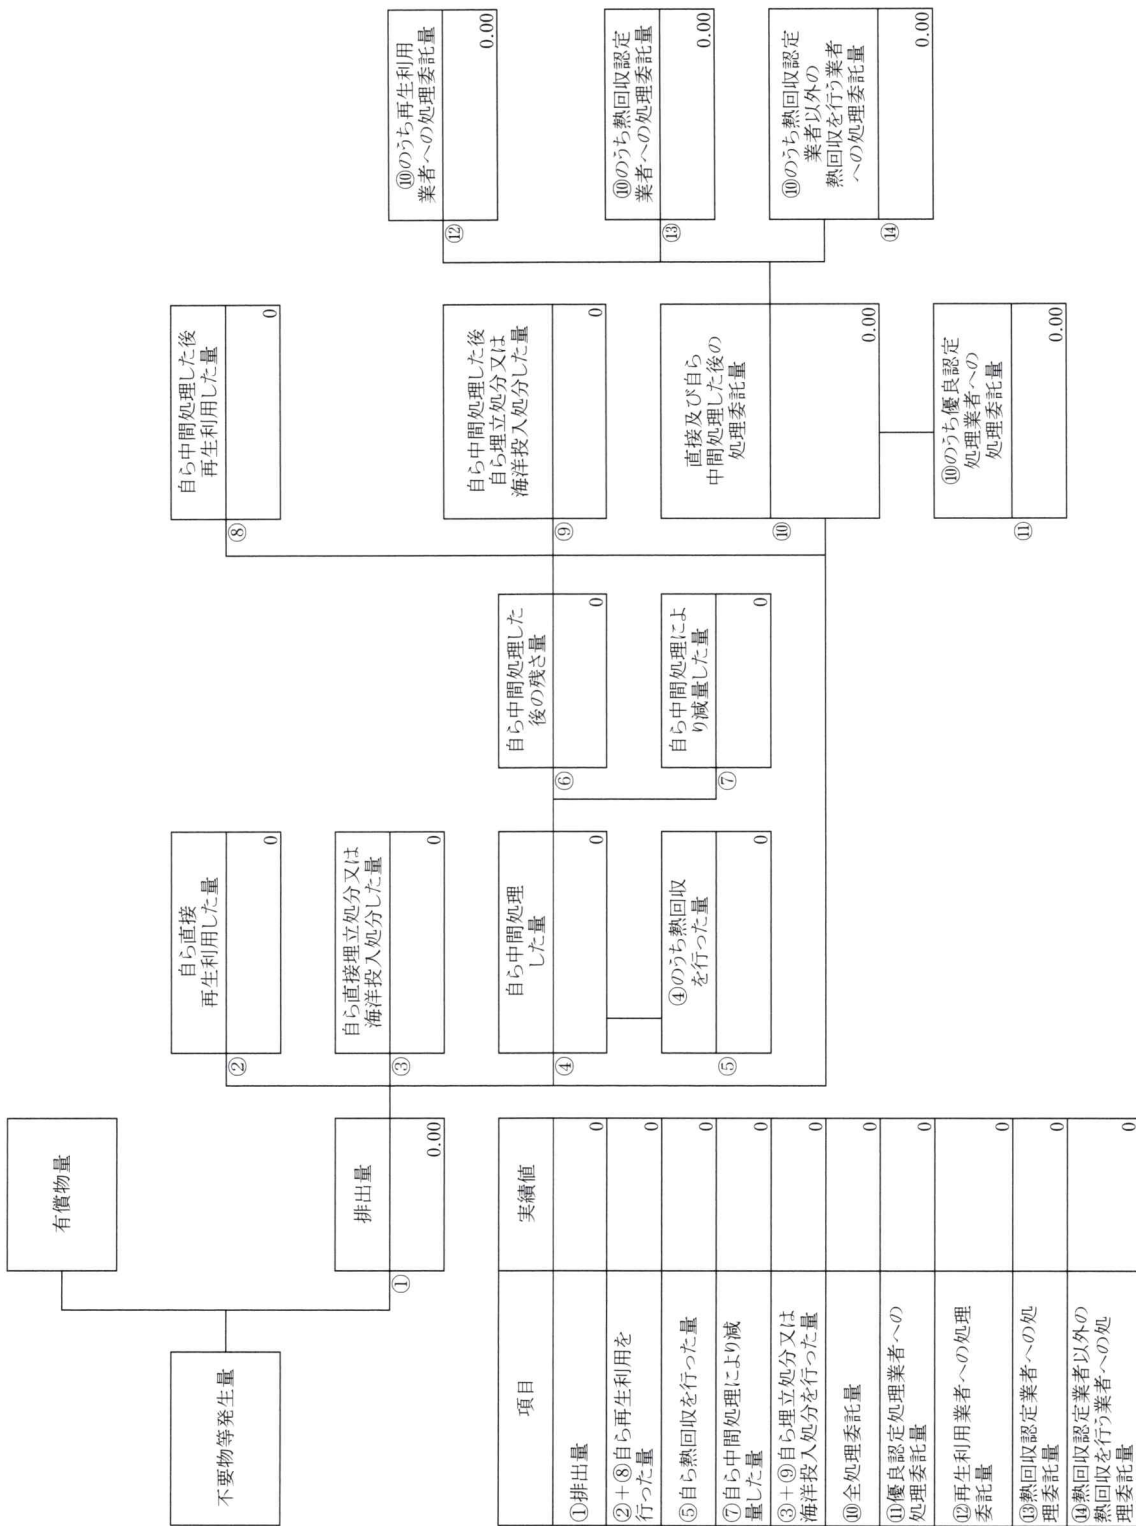 不要物等発生量
有償物量
①
排出量
0.00
②
自ら直接
再生利用した量
0
③
自ら直接埋立処分又は
海洋投入処分した量
0
④
自ら中間処理
した量
0
⑤
④のうち熱回収
を行った量
0
⑥
自ら中間処理した
後の残さ量
0
⑦
自ら中間処理によ
り減量した量
0
⑧
自ら中間処理した後
再生利用した量
0
⑨
自ら中間処理した後
自ら埋立処分又は
海洋投入処分した量
0
⑩
直接及び自ら
中間処理した後の
処理委託量
0.00
⑪
⑩のうち優良認定
処理業者への
処理委託量
0.00
⑫
⑩のうち再生利用
業者への処理委託量
0.00
⑬
⑩のうち熱回収認定
業者への処理委託量
0.00
⑭
⑩のうち熱回収認定
業者以外の
熱回収を行う業者
への処理委託量
0.00
項目 実績値
①排出量 0
②+⑧自ら再生利用を
行った量 0
⑤自ら熱回収を行った量 0
⑦自ら中間処理により減
量した量 0
③+⑨自ら埋立処分又は
海洋投入処分を行った量 0
⑩全処理委託量 0
⑪優良認定処理業者への
処理委託量 0
⑫再生利用業者への処理
委託量 0
⑬熱回収認定業者への処
理委託量 0
⑭熱回収認定業者以外の
熱回収を行う業者への処
理委託量 0